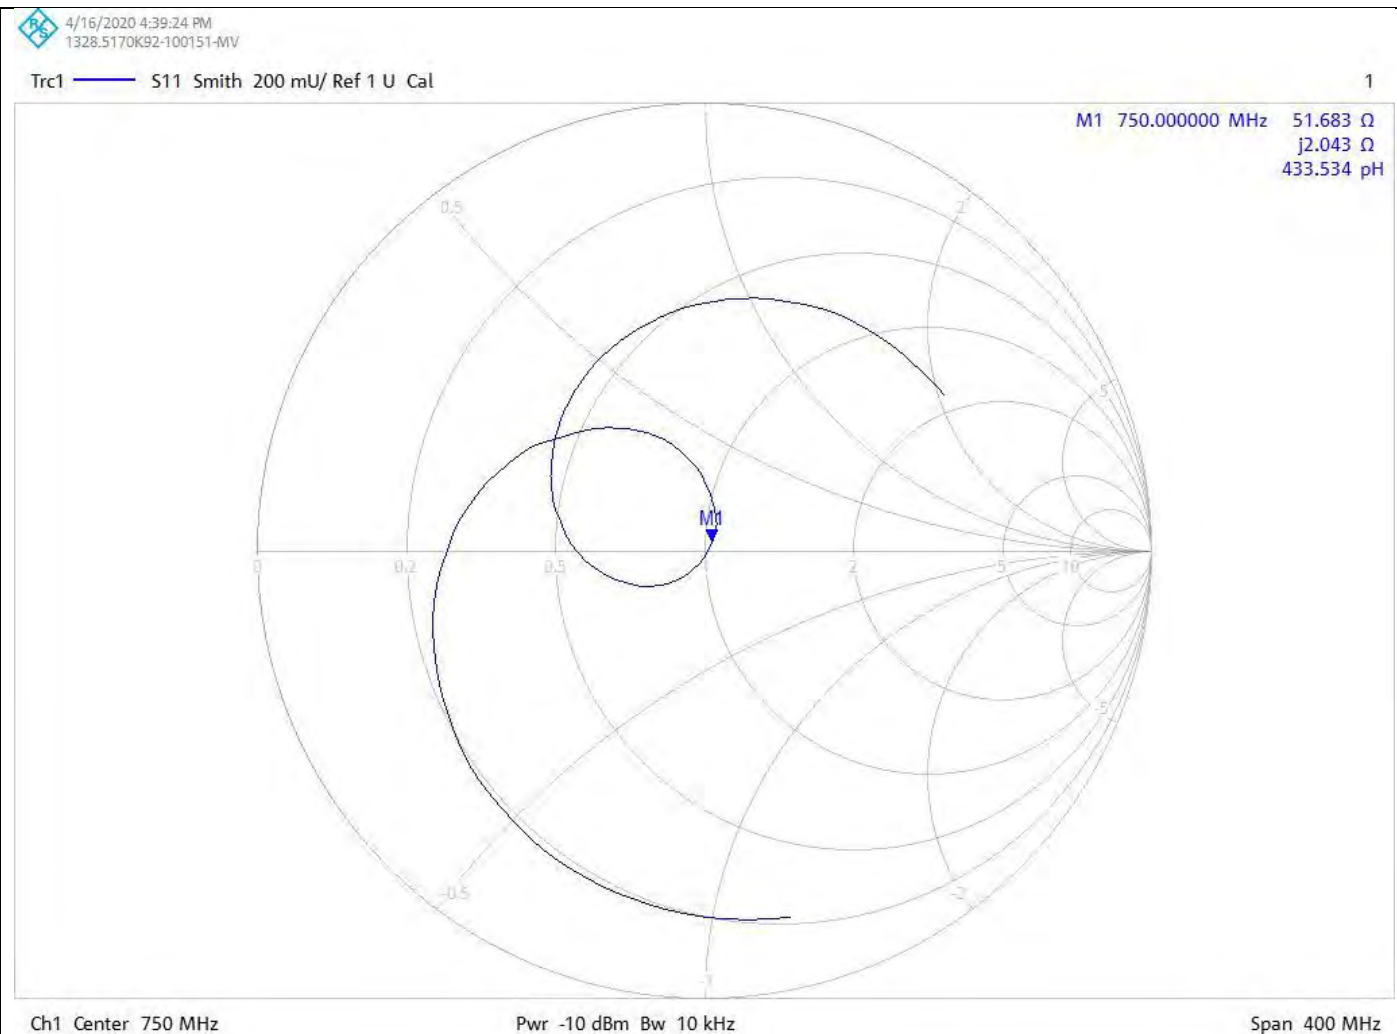 R&S
4/16/2020 4:39:24 PM
1328.5170K92-100151-MV
Trc1 S11 Smith 200 mU/ Ref 1 U Cal 1
M1 750.000000 MHz 51.683 Ω
j2.043 Ω
433.534 pH
0.5 2
5
M1
0 0.2 0.5 2 5 10
-5
-0.5 -2
-1
Ch1 Center 750 MHz Pwr -10 dBm Bw 10 kHz Span 400 MHz